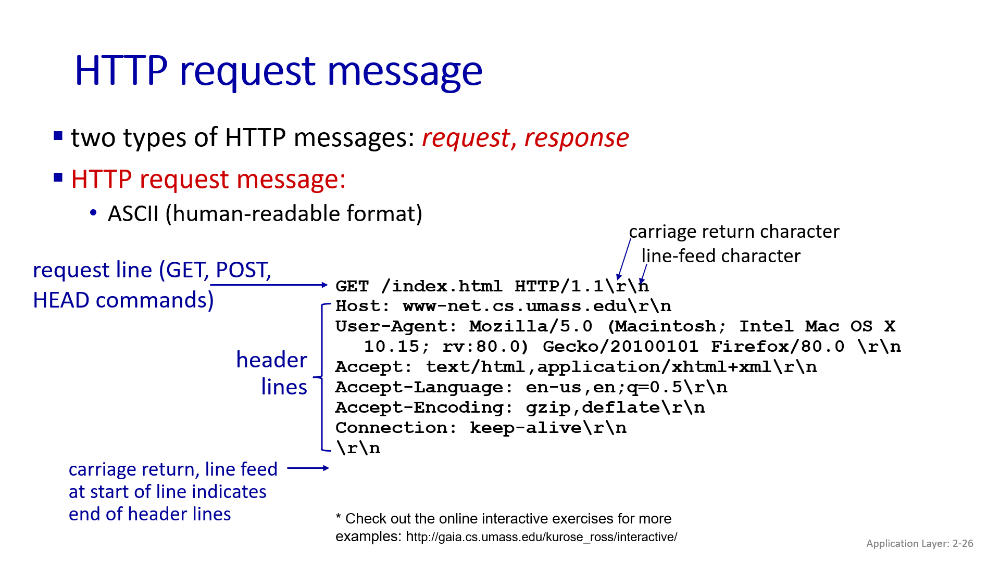 HTTP request message
▪ two types of HTTP messages: request, response
▪ HTTP request message:
• ASCII (human-readable format)
carriage return character
line-feed character
request line (GET, POST,
HEAD commands)
GET /index.html HTTP/1.1\r\n
Host: www-net.cs.umass.edu\r\n
User-Agent: Mozilla/5.0 (Macintosh; Intel Mac OS X
10.15; rv:80.0) Gecko/20100101 Firefox/80.0 \r\n
Accept: text/html,application/xhtml+xml\r\n
Accept-Language: en-us,en;q=0.5\r\n
Accept-Encoding: gzip,deflate\r\n
Connection: keep-alive\r\n
\r\n
header
lines
carriage return, line feed
at start of line indicates
end of header lines
* Check out the online interactive exercises for more
examples: http://gaia.cs.umass.edu/kurose_ross/interactive/
Application Layer: 2-26